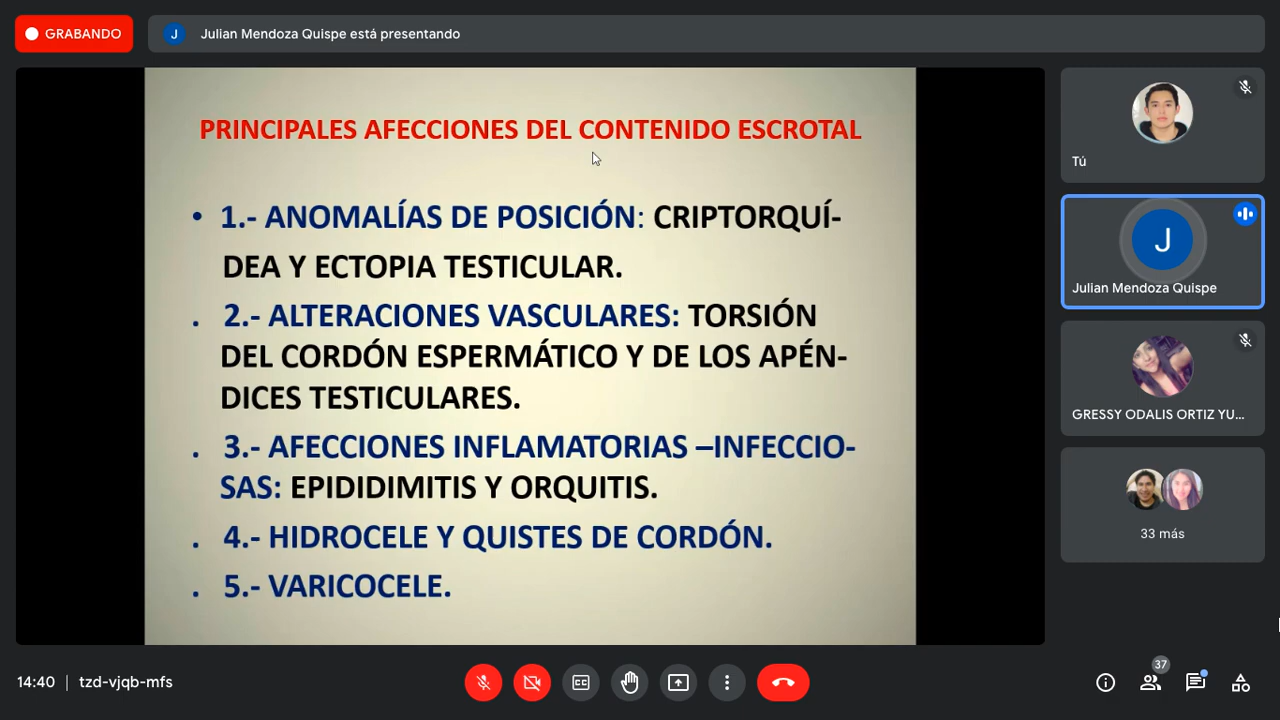 GRABANDO
J
Julian Mendoza Quispe está presentando
PRINCIPALES AFECCIONES DEL CONTENIDO ESCROTAL
• 1.- ANOMALÍAS DE POSICIÓN: CRIPTORQUÍ-
DEA Y ECTOPIA TESTICULAR.
. 2.- ALTERACIONES VASCULARES: TORSIÓN
DEL CORDÓN ESPERMÁTICO Y DE LOS APÉN-
DICES TESTICULARES.
. 3.- AFECCIONES INFLAMATORIAS –INFECCIO-
SAS: EPIDIDIMITIS Y ORQUITIS.
. 4.- HIDROCELE Y QUISTES DE CORDÓN.
. 5.- VARICOCELE.
Tú
J
Julian Mendoza Quispe
GRESSY ODALIS ORTIZ YU...
33 más
14:40 | tzd-vjqb-mfs
CC
37